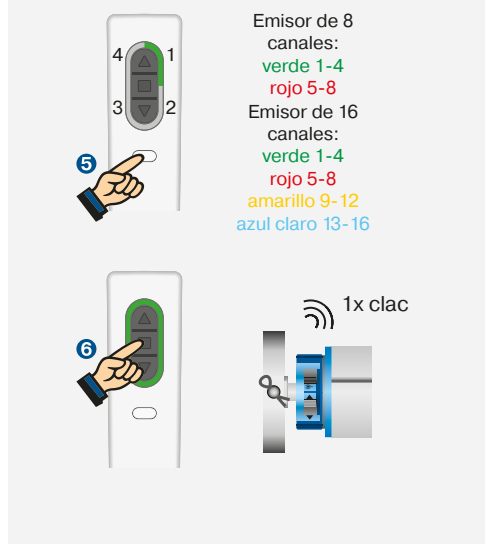 4
1
3
2
5
Emisor de 8
canales:
verde 1-4
rojo 5-8
Emisor de 16
canales:
verde 1-4
rojo 5-8
amarillo 9-12
azul claro 13-16
6
1x clac